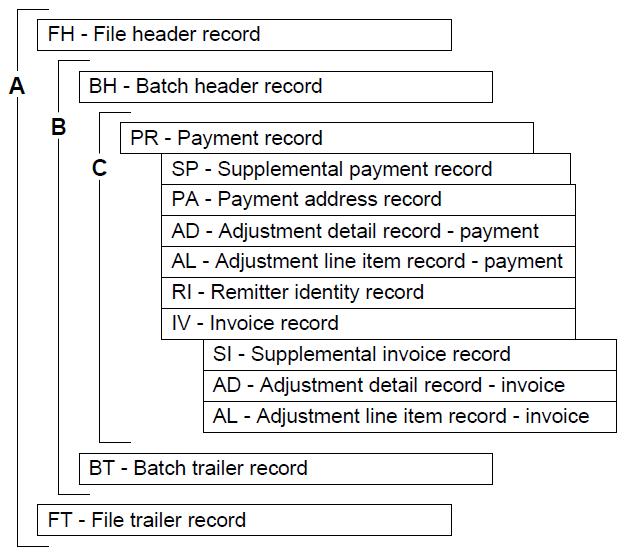 FH - File header record
A
BH - Batch header record
B
PR - Payment record
C
SP - Supplemental payment record
PA - Payment address record
AD - Adjustment detail record - payment
AL - Adjustment line item record - payment
RI - Remitter identity record
IV - Invoice record
SI - Supplemental invoice record
AD - Adjustment detail record - invoice
AL - Adjustment line item record - invoice
BT - Batch trailer record
FT - File trailer record